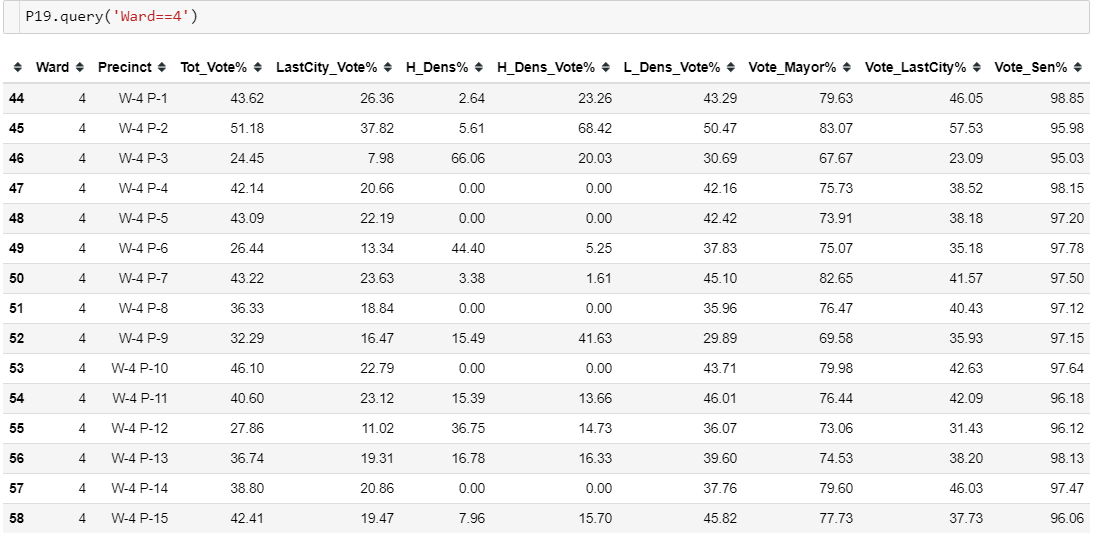 P19.query('Ward==4')
Ward Precinct Tot_Vote% LastCity_Vote% H_Dens% H_Dens_Vote% L_Dens_Vote% Vote_Mayor% Vote_LastCity% Vote_Sen%
44 4 W-4 P-1 43.62 26.36 2.64 23.26 43.29 79.63 46.05 98.85
45 4 W-4 P-2 51.18 37.82 5.61 68.42 50.47 83.07 57.53 95.98
46 4 W-4 P-3 24.45 7.98 66.06 20.03 30.69 67.67 23.09 95.03
47 4 W-4 P-4 42.14 20.66 0.00 0.00 42.16 75.73 38.52 98.15
48 4 W-4 P-5 43.09 22.19 0.00 0.00 42.42 73.91 38.18 97.20
49 4 W-4 P-6 26.44 13.34 44.40 5.25 37.83 75.07 35.18 97.78
50 4 W-4 P-7 43.22 23.63 3.38 1.61 45.10 82.65 41.57 97.50
51 4 W-4 P-8 36.33 18.84 0.00 0.00 35.96 76.47 40.43 97.12
52 4 W-4 P-9 32.29 16.47 15.49 41.63 29.89 69.58 35.93 97.15
53 4 W-4 P-10 46.10 22.79 0.00 0.00 43.71 79.98 42.63 97.64
54 4 W-4 P-11 40.60 23.12 15.39 13.66 46.01 76.44 42.09 96.18
55 4 W-4 P-12 27.86 11.02 36.75 14.73 36.07 73.06 31.43 96.12
56 4 W-4 P-13 36.74 19.31 16.78 16.33 39.60 74.53 38.20 98.13
57 4 W-4 P-14 38.80 20.86 0.00 0.00 37.76 79.60 46.03 97.47
58 4 W-4 P-15 42.41 19.47 7.96 15.70 45.82 77.73 37.73 96.06